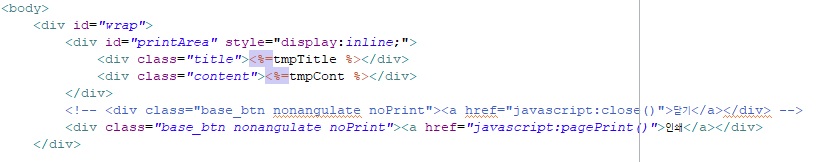 <body>
<div id="wrap">
<div id="printArea" style="display:inline;">
<div class="title"><%=tmpTitle %></div>
<div class="content"><%=tmpCont %></div>
</div>
<!-- <div class="base_btn nonangulate noPrint"><a href="javascript:close()">닫기</a></div> -->
<div class="base_btn nonangulate noPrint"><a href="javascript:pagePrint()">인쇄</a></div>
</div>